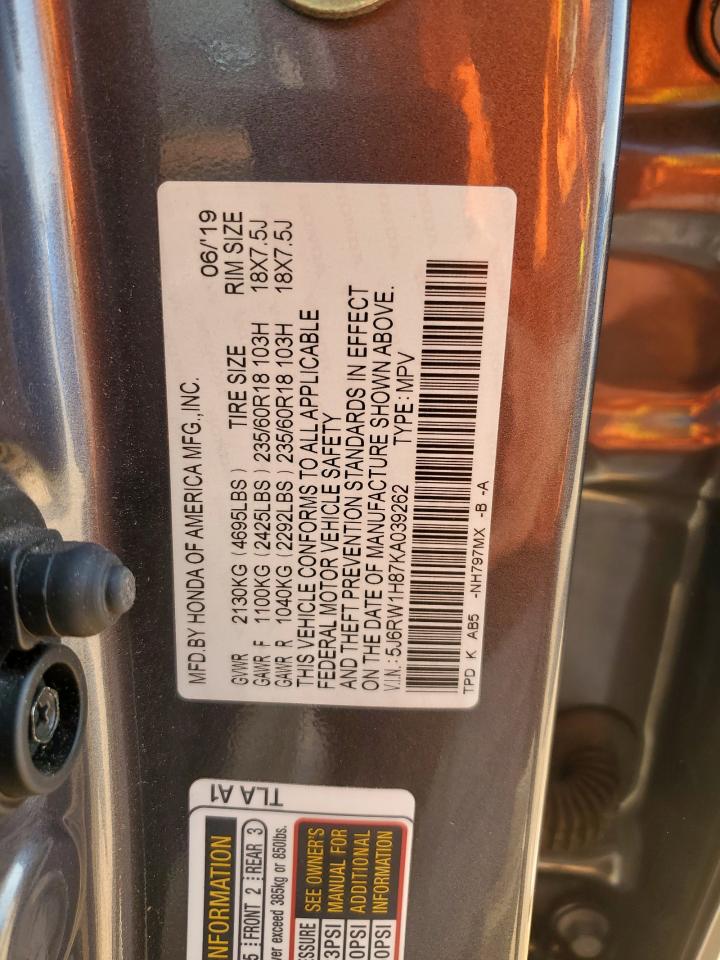 MFD.BY HONDA OF AMERICA MFG.,INC. 06/'19
GVWR 2130KG (4695LBS) TIRE SIZE RIM SIZE
GAWR F 1100KG (2425LBS) 235/60R18 103H 18X7.5J
GAWR R 1040KG (2292LBS) 235/60R18 103H 18X7.5J
THIS VEHICLE CONFORMS TO ALL APPLICABLE
FEDERAL MOTOR VEHICLE SAFETY
AND THEFT PREVENTION STANDARDS IN EFFECT
ON THE DATE OF MANUFACTURE SHOWN ABOVE.
V.I.N.: 5J6RW1H87KA039262 TYPE: MPV
TPD K AB5 -NH797MX -B -A
TLA A1
NFORMATION
5 FRONT 2 REAR 3
ver exceed 385kg or 850lbs.
SSURE SEE OWNER'S
3PSI MANUAL FOR
0PSI ADDITIONAL
0PSI INFORMATION